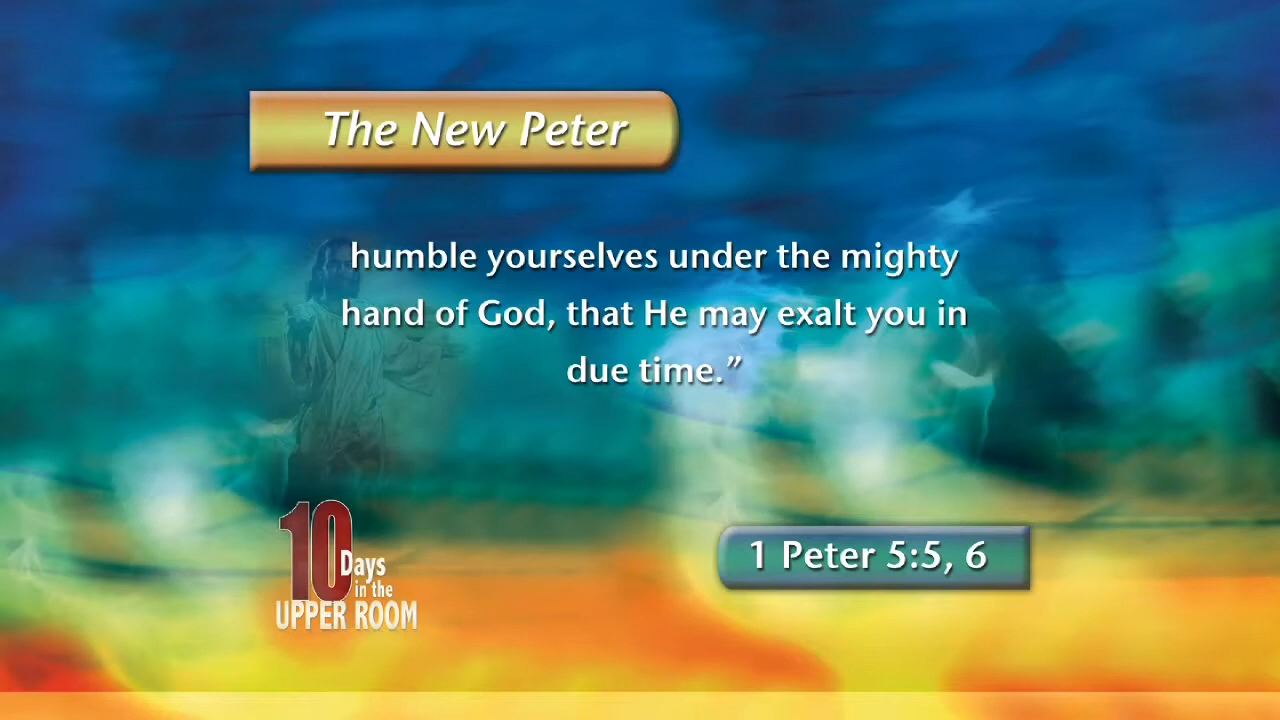 The New Peter
humble yourselves under the mighty
hand of God, that He may exalt you in
due time.”
10
Days
in the
UPPER ROOM
1 Peter 5:5, 6